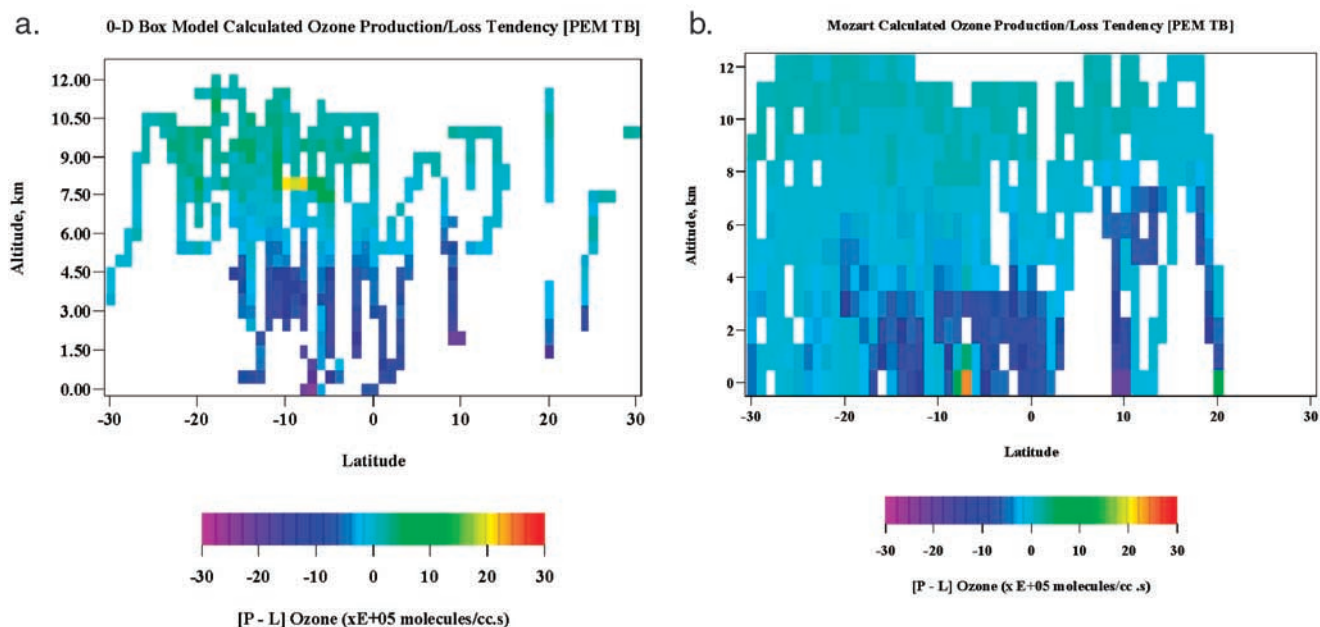 a.
0-D Box Model Calculated Ozone Production/Loss Tendency [PEM TB]
12.00
10.50
9.00
7.50
6.00
4.50
3.00
1.50
0.00
Altitude, km
-30 -20 -10 0 10 20 30
Latitude
-30 -20 -10 0 10 20 30
[P - L] Ozone (xE+05 molecules/cc.s)
b.
Mozart Calculated Ozone Production/Loss Tendency [PEM TB]
12
10
8
6
4
2
0
Altitude, km
-30 -20 -10 0 10 20 30
Latitude
-30 -20 -10 0 10 20 30
[P - L] Ozone (x E+05 molecules/cc .s)